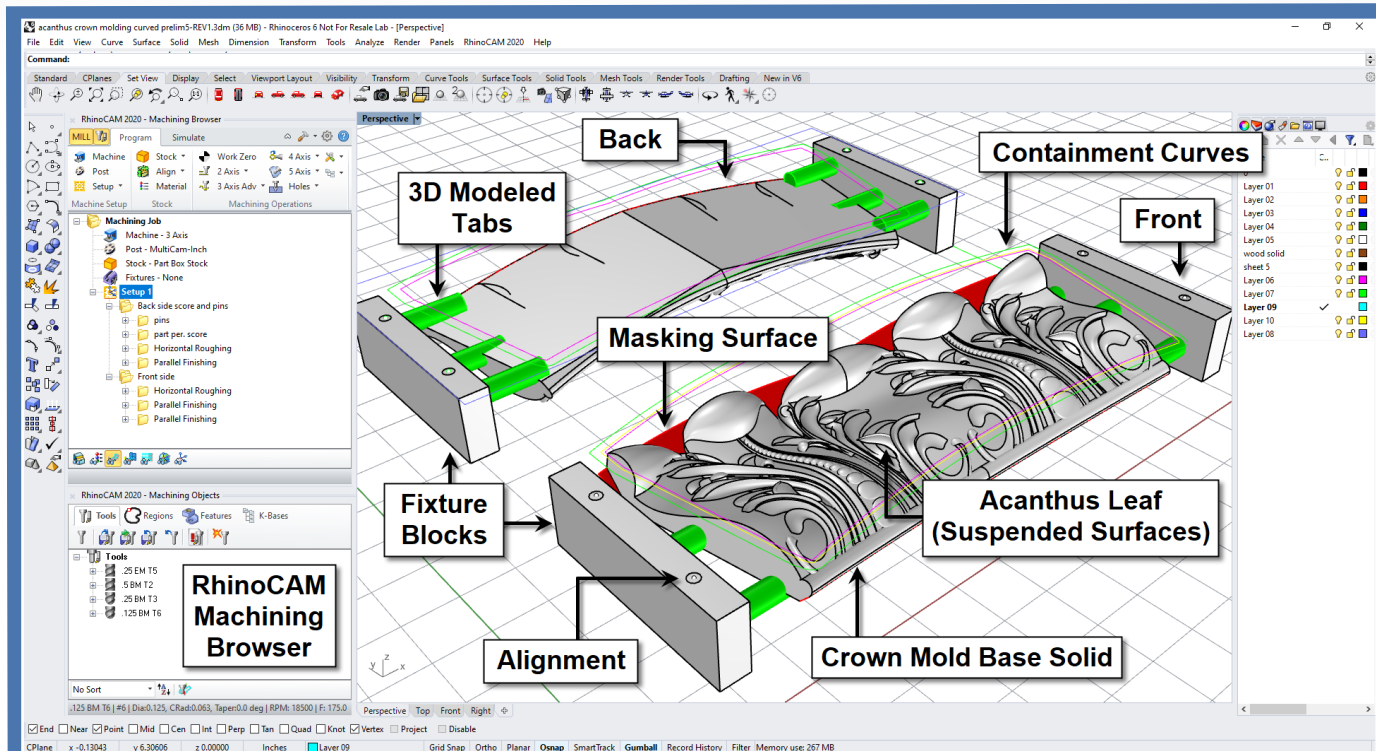 acanthus crown molding curved prelim5-REV1.3dm (36 MB) - Rhinoceros 6 Not For Resale Lab - [Perspective]
File Edit View Curve Surface Solid Mesh Dimension Transform Tools Analyze Render Panels RhinoCAM 2020 Help
Command:
Standard CPlanes Set View Display Select Viewport Layout Visibility Transform Curve Tools Surface Tools Solid Tools Mesh Tools Render Tools Drafting New in V6
RhinoCAM 2020 - Machining Browser
MILL Program Simulate
Machine Stock Work Zero 4 Axis
Post Align 2 Axis 5 Axis
Setup Material 3 Axis Adv Holes
Machine Setup Stock Machining Operations
Machining Job
Machine - 3 Axis
Post - MultiCam-Inch
Stock - Part Box Stock
Fixtures - None
Setup 1
Back side score and pins
pins
part per. score
Horizontal Roughing
Parallel Finishing
Front side
Horizontal Roughing
Parallel Finishing
Parallel Finishing
RhinoCAM 2020 - Machining Objects
Tools Regions Features K-Bases
Tools
.25 EM T5
.5 BM T2
.25 BM T3
.125 BM T6
RhinoCAM
Machining
Browser
No Sort
.125 BM T6 | #6 | Dia:0.125, CRad:0.063, Taper:0.0 deg | RPM: 18500 | F: 175.0
Perspective
Back
3D Modeled
Tabs
Containment Curves
Front
Masking Surface
Fixture
Blocks
Acanthus Leaf
(Suspended Surfaces)
Alignment
Crown Mold Base Solid
z
y
x
Perspective Top Front Right
Layer 01
Layer 02
Layer 03
Layer 04
Layer 05
wood solid
sheet 5
Layer 06
Layer 07
Layer 09
Layer 10
Layer 08
End Near Point Mid Cen Int Perp Tan Quad Knot Vertex Project Disable
CPlane x -0.13043 y 6.30606 z 0.00000 Inches Layer 09 Grid Snap Ortho Planar Osnap SmartTrack Gumball Record History Filter Memory use: 267 MB